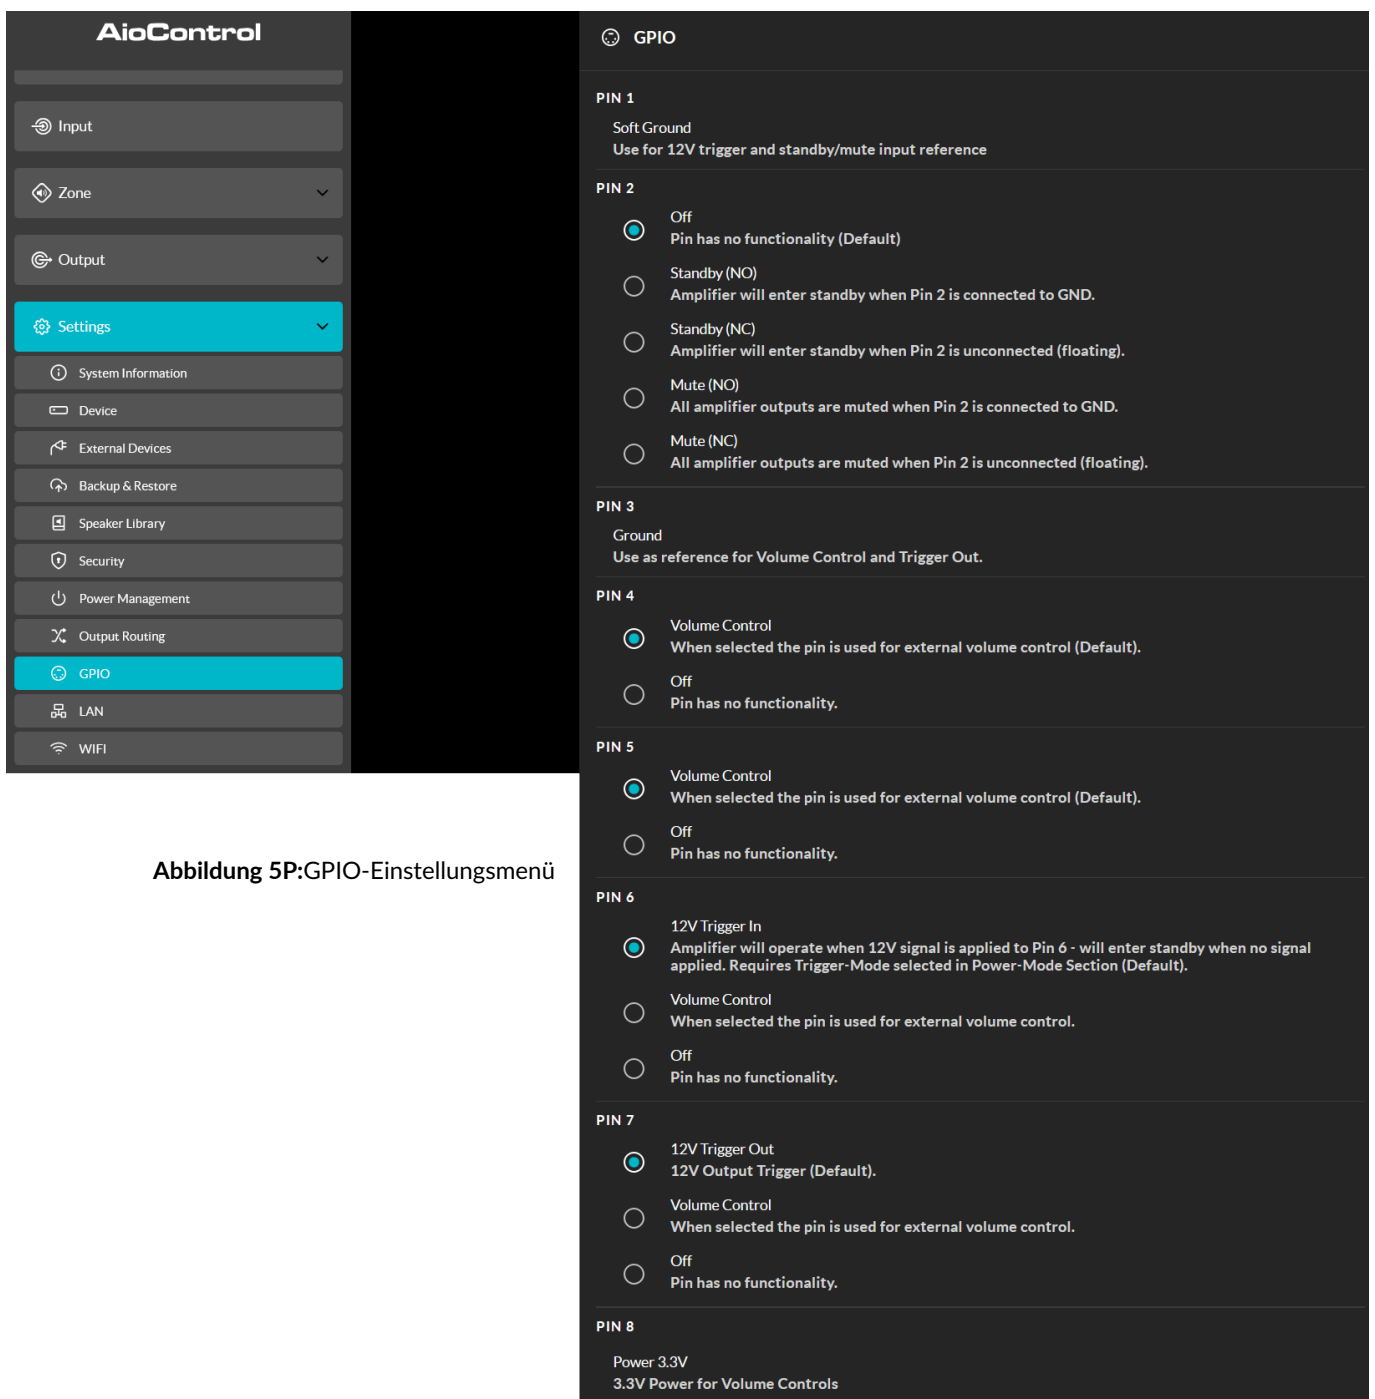 AioControl
Input
Zone
Output
Settings
System Information
Device
External Devices
Backup & Restore
Speaker Library
Security
Power Management
Output Routing
GPIO
LAN
WIFI
Abbildung 5P:GPIO-Einstellungsmenü
GPIO
PIN 1
Soft Ground
Use for 12V trigger and standby/mute input reference
PIN 2
Off
Pin has no functionality (Default)
Standby (NO)
Amplifier will enter standby when Pin 2 is connected to GND.
Standby (NC)
Amplifier will enter standby when Pin 2 is unconnected (floating).
Mute (NO)
All amplifier outputs are muted when Pin 2 is connected to GND.
Mute (NC)
All amplifier outputs are muted when Pin 2 is unconnected (floating).
PIN 3
Ground
Use as reference for Volume Control and Trigger Out.
PIN 4
Volume Control
When selected the pin is used for external volume control (Default).
Off
Pin has no functionality.
PIN 5
Volume Control
When selected the pin is used for external volume control (Default).
Off
Pin has no functionality.
PIN 6
12V Trigger In
Amplifier will operate when 12V signal is applied to Pin 6 - will enter standby when no signal
applied. Requires Trigger-Mode selected in Power-Mode Section (Default).
Volume Control
When selected the pin is used for external volume control.
Off
Pin has no functionality.
PIN 7
12V Trigger Out
12V Output Trigger (Default).
Volume Control
When selected the pin is used for external volume control.
Off
Pin has no functionality.
PIN 8
Power 3.3V
3.3V Power for Volume Controls